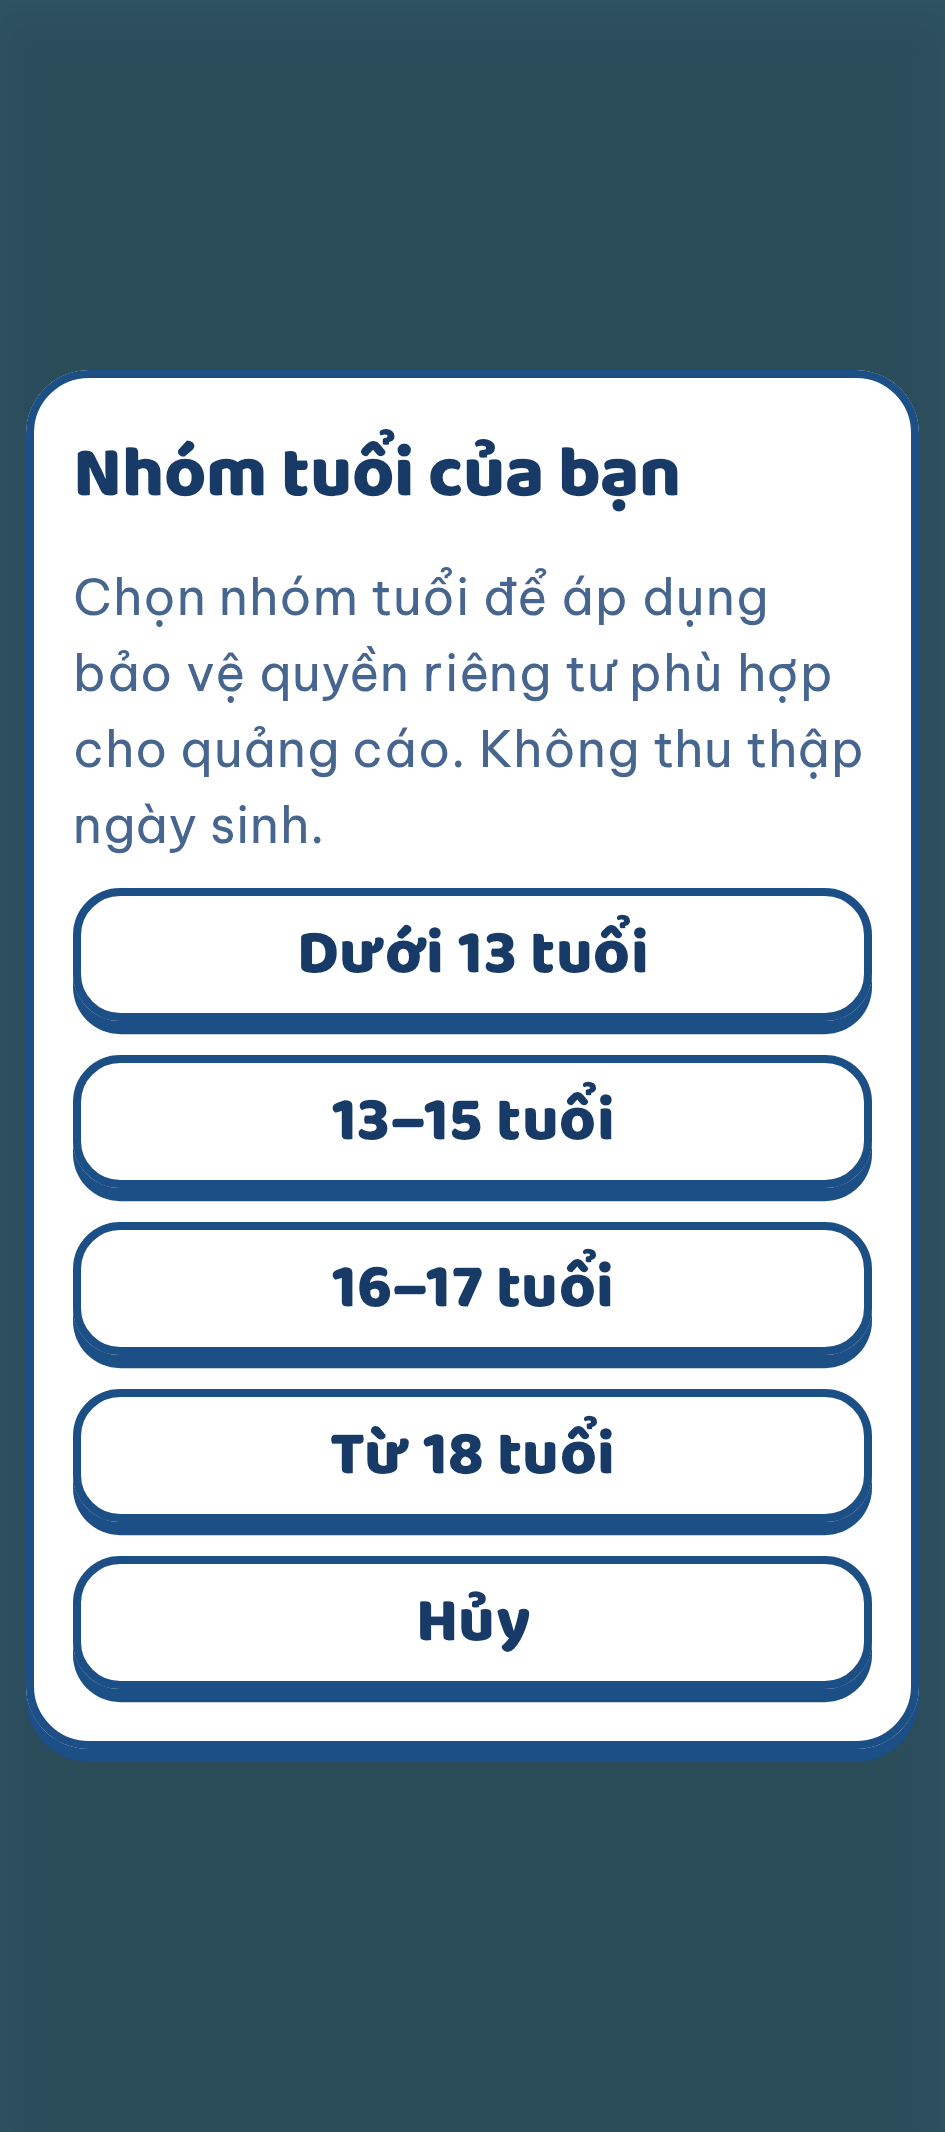 Nhóm tuổi của bạn
Chọn nhóm tuổi để áp dụng
bảo vệ quyền riêng tư phù hợp
cho quảng cáo. Không thu thập
ngày sinh.
Dưới 13 tuổi
13–15 tuổi
16–17 tuổi
Từ 18 tuổi
Hủy